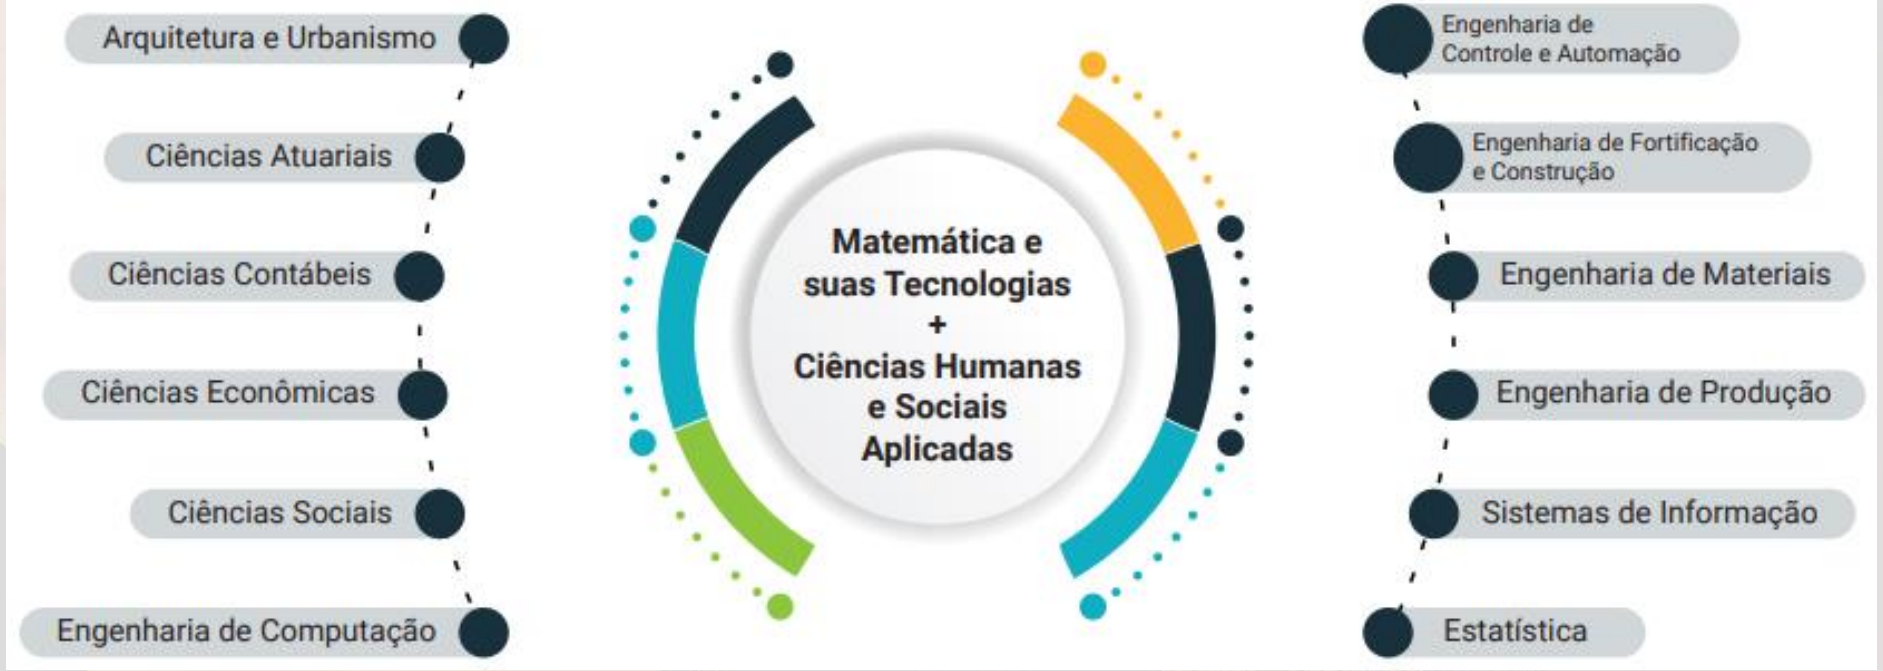 Arquitetura e Urbanismo
Ciências Atuariais
Ciências Contábeis
Ciências Econômicas
Ciências Sociais
Engenharia de Computação
Matemática e
suas Tecnologias
+
Ciências Humanas
e Sociais
Aplicadas
Engenharia de
Controle e Automação
Engenharia de Fortificação
e Construção
Engenharia de Materiais
Engenharia de Produção
Sistemas de Informação
Estatística